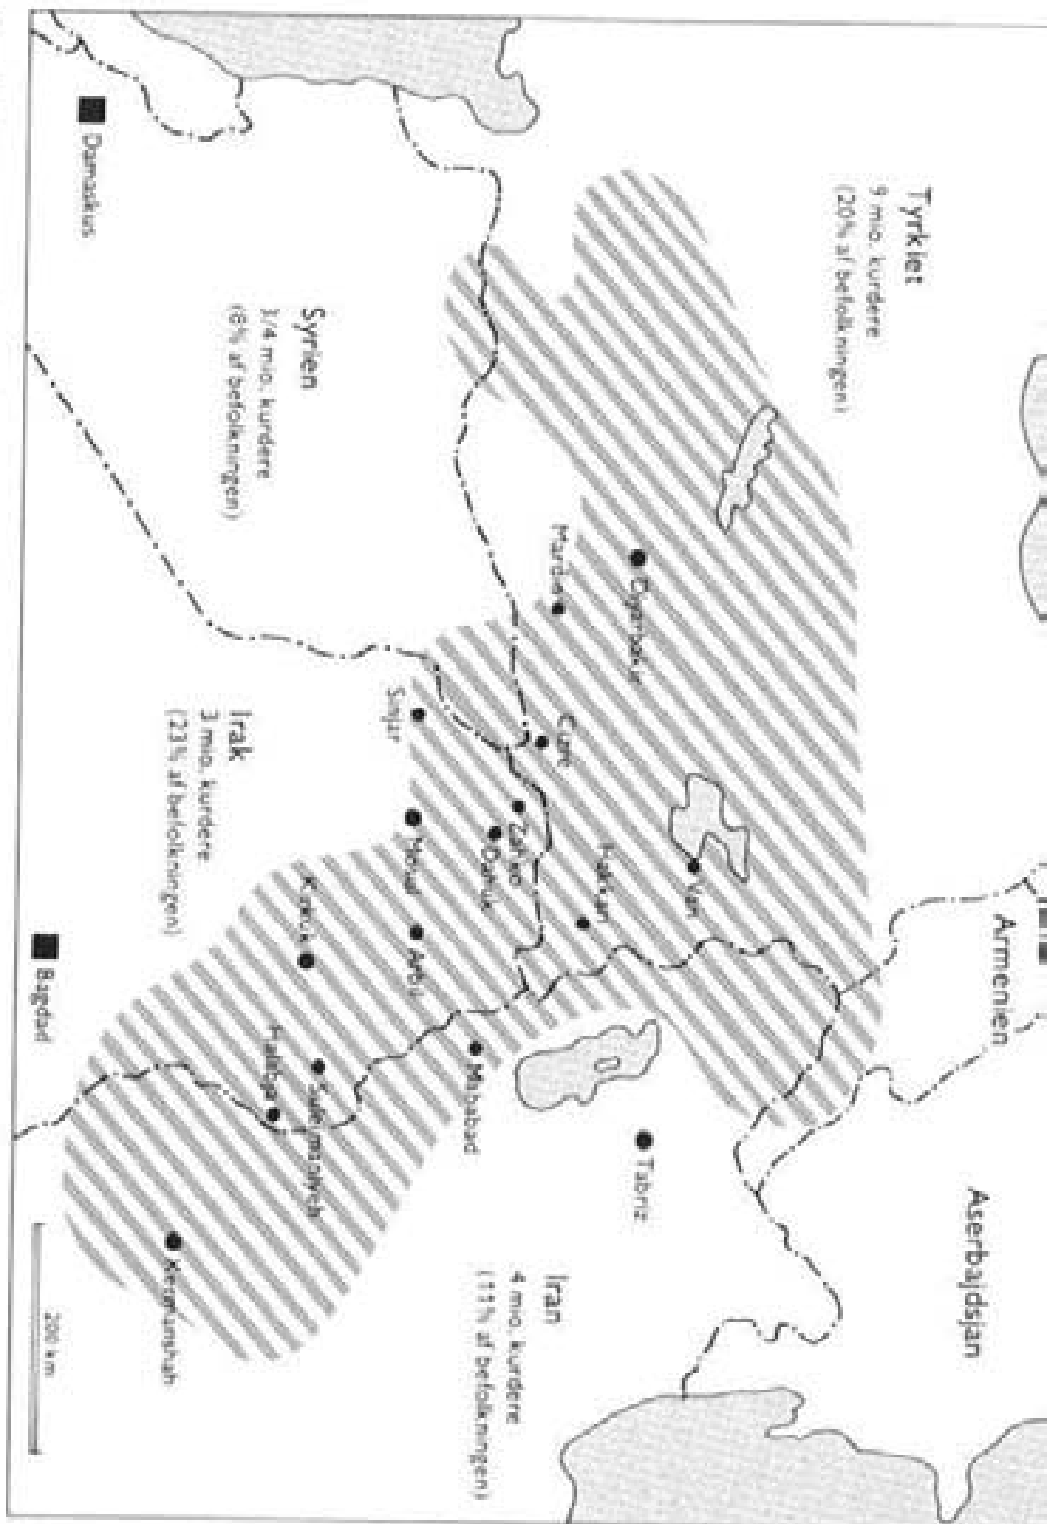 Tyrkiet
9 mio. kurdere
(20% af befolkningen)
Armenien
Aserbajdsjan
Diyarbakir
Mardin
Van
Hakkari
Cizre
Tabriz
Zakho
Dahuk
Mahabad
Sinjar
Mosul
Arbil
Iran
4 mio. kurdere
(11% af befolkningen)
Syrien
3/4 mio. kurdere
(8% af befolkningen)
Kirkuk
Suleimaniyeh
Halabja
Irak
3 mio. kurdere
(23% af befolkningen)
Kermanshah
Damaskus
Bagdad
200 km